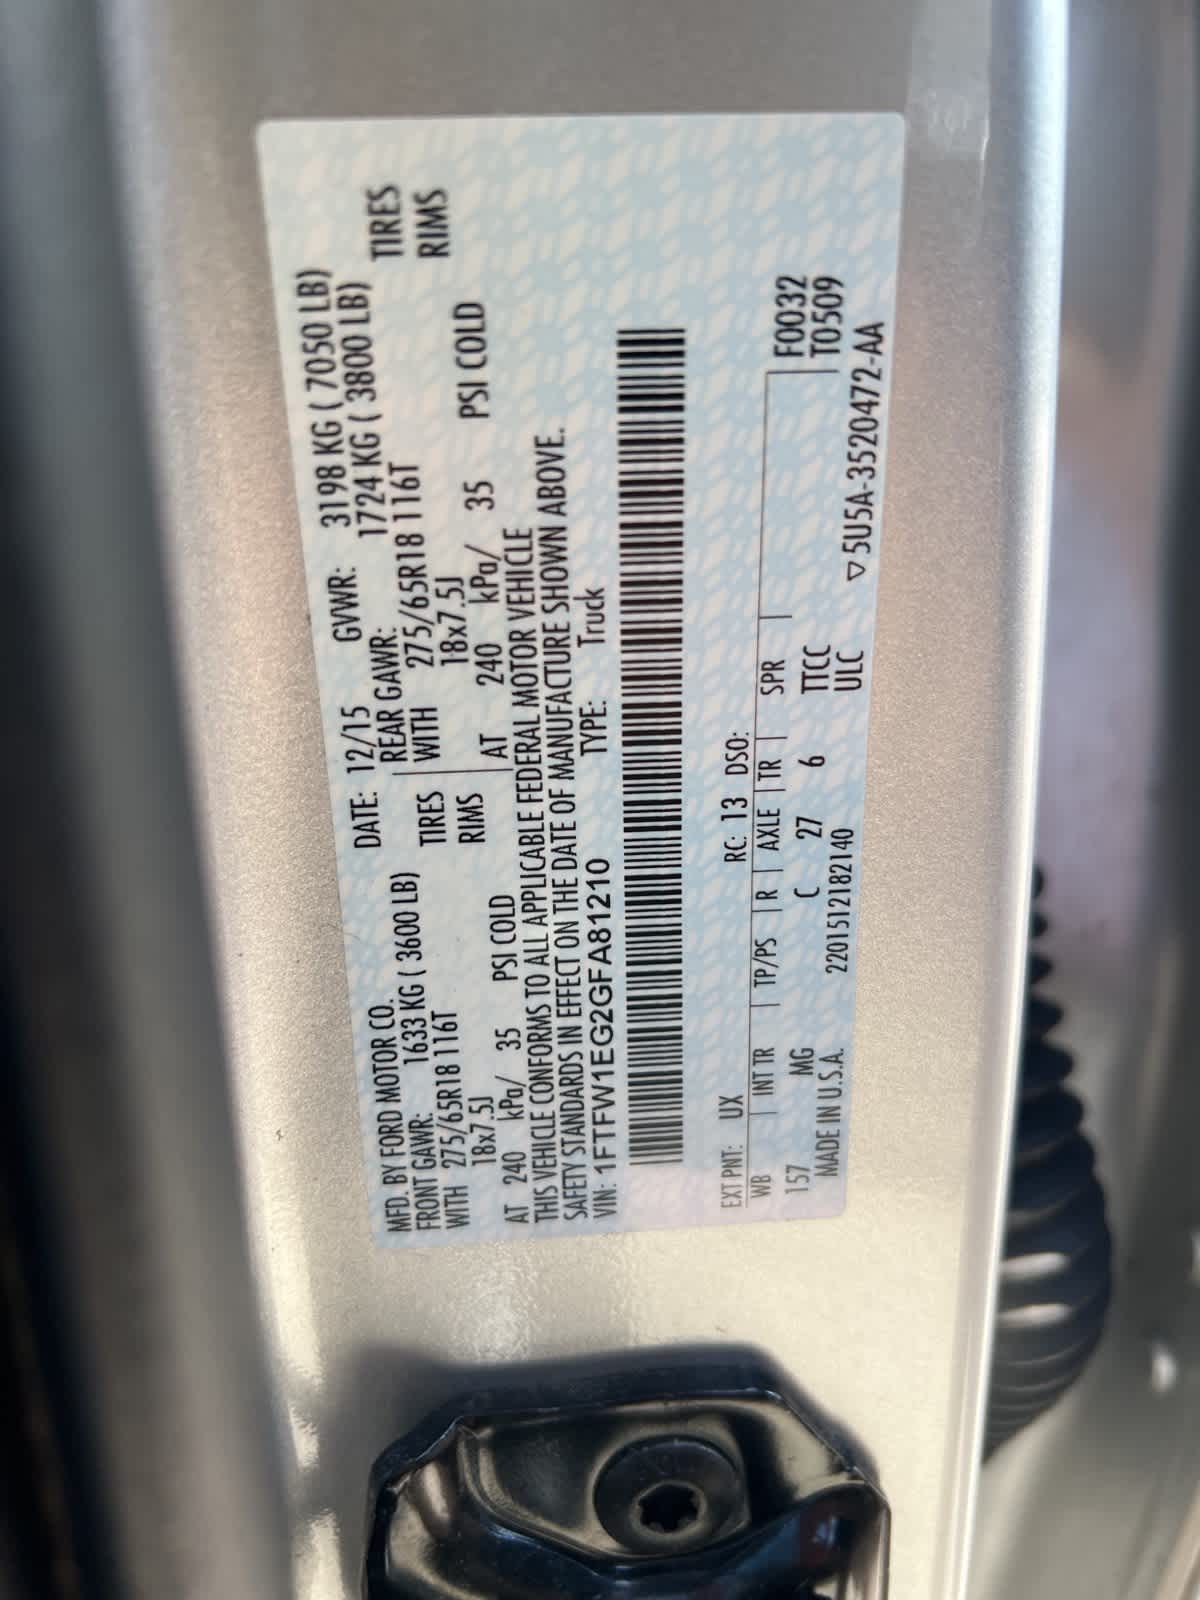 MFD. BY FORD MOTOR CO. DATE: 12/15 GVWR: 3198 KG ( 7050 LB)
FRONT GAWR: 1633 KG ( 3600 LB) REAR GAWR: 1724 KG ( 3800 LB)
WITH 275/65R18 116T TIRES WITH 275/65R18 116T TIRES
18x7.5J RIMS 18x7.5J RIMS
AT 240 kPa/ 35 PSI COLD AT 240 kPa/ 35 PSI COLD
THIS VEHICLE CONFORMS TO ALL APPLICABLE FEDERAL MOTOR VEHICLE
SAFETY STANDARDS IN EFFECT ON THE DATE OF MANUFACTURE SHOWN ABOVE.
VIN: 1FTFW1EG2GFA81210 TYPE: Truck
EXT PNT: UX RC: 13 DSO:
WB INT TR TP/PS R AXLE TR SPR F0032
157 MG C 27 6 TTCC T0509
MADE IN U.S.A. 2201512182140 ULC ▽5U5A-3520472-AA